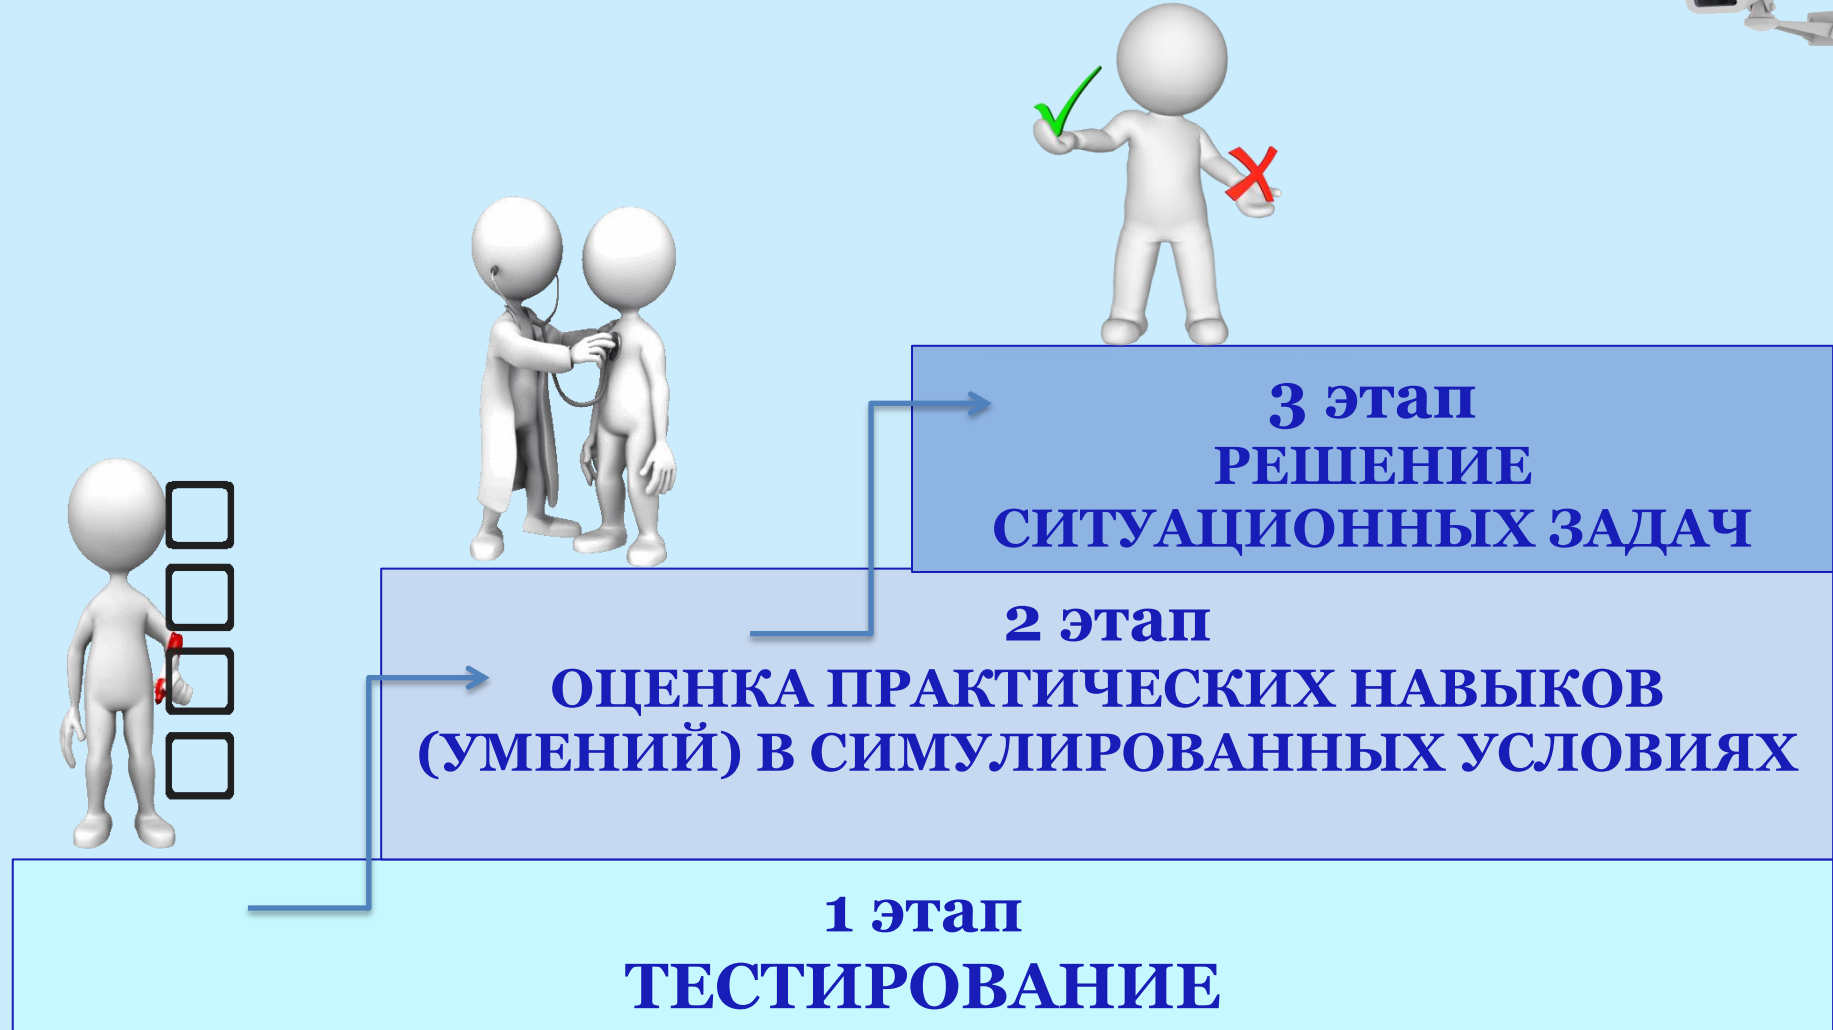 3 этап
РЕШЕНИЕ
СИТУАЦИОННЫХ ЗАДАЧ
2 этап
ОЦЕНКА ПРАКТИЧЕСКИХ НАВЫКОВ
(УМЕНИЙ) В СИМУЛИРОВАННЫХ УСЛОВИЯХ
1 этап
ТЕСТИРОВАНИЕ